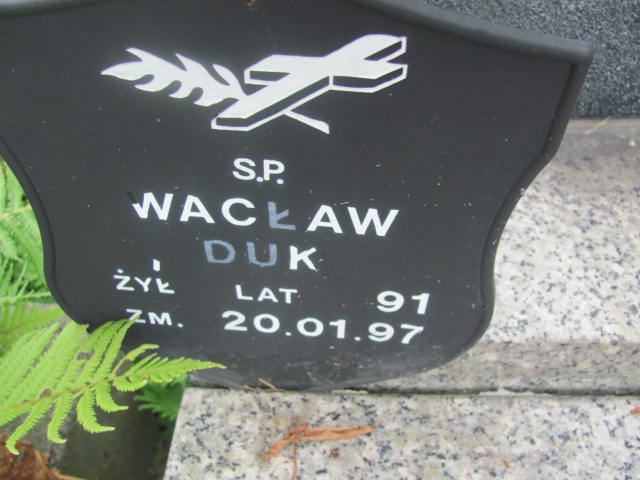 S.P.
WACŁAW
DUK
ŻYŁ LAT 91
ZM. 20.01.97